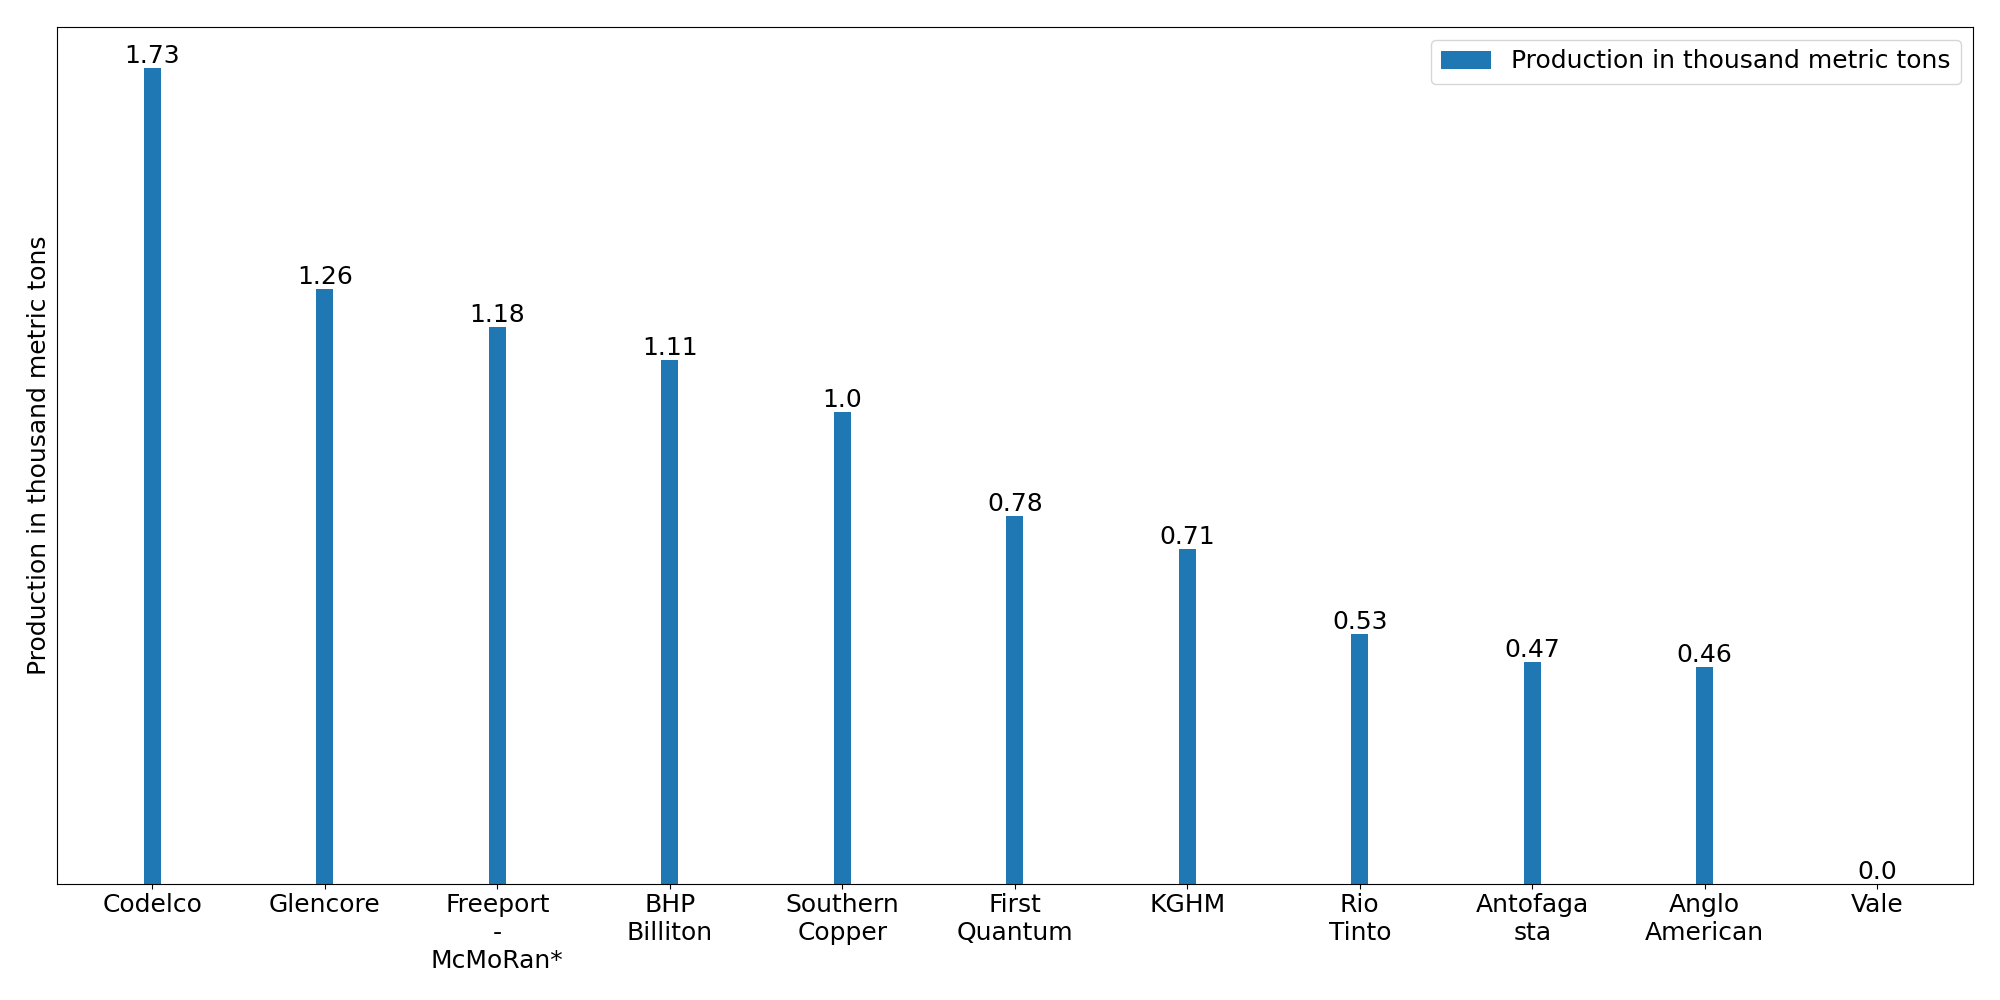 Production in thousand metric tons
Production in thousand metric tons
1.73
1.26
1.18
1.11
1.0
0.78
0.71
0.53
0.47
0.46
0.0
Codelco
Glencore
Freeport
-
McMoRan*
BHP
Billiton
Southern
Copper
First
Quantum
KGHM
Rio
Tinto
Antofaga
sta
Anglo
American
Vale